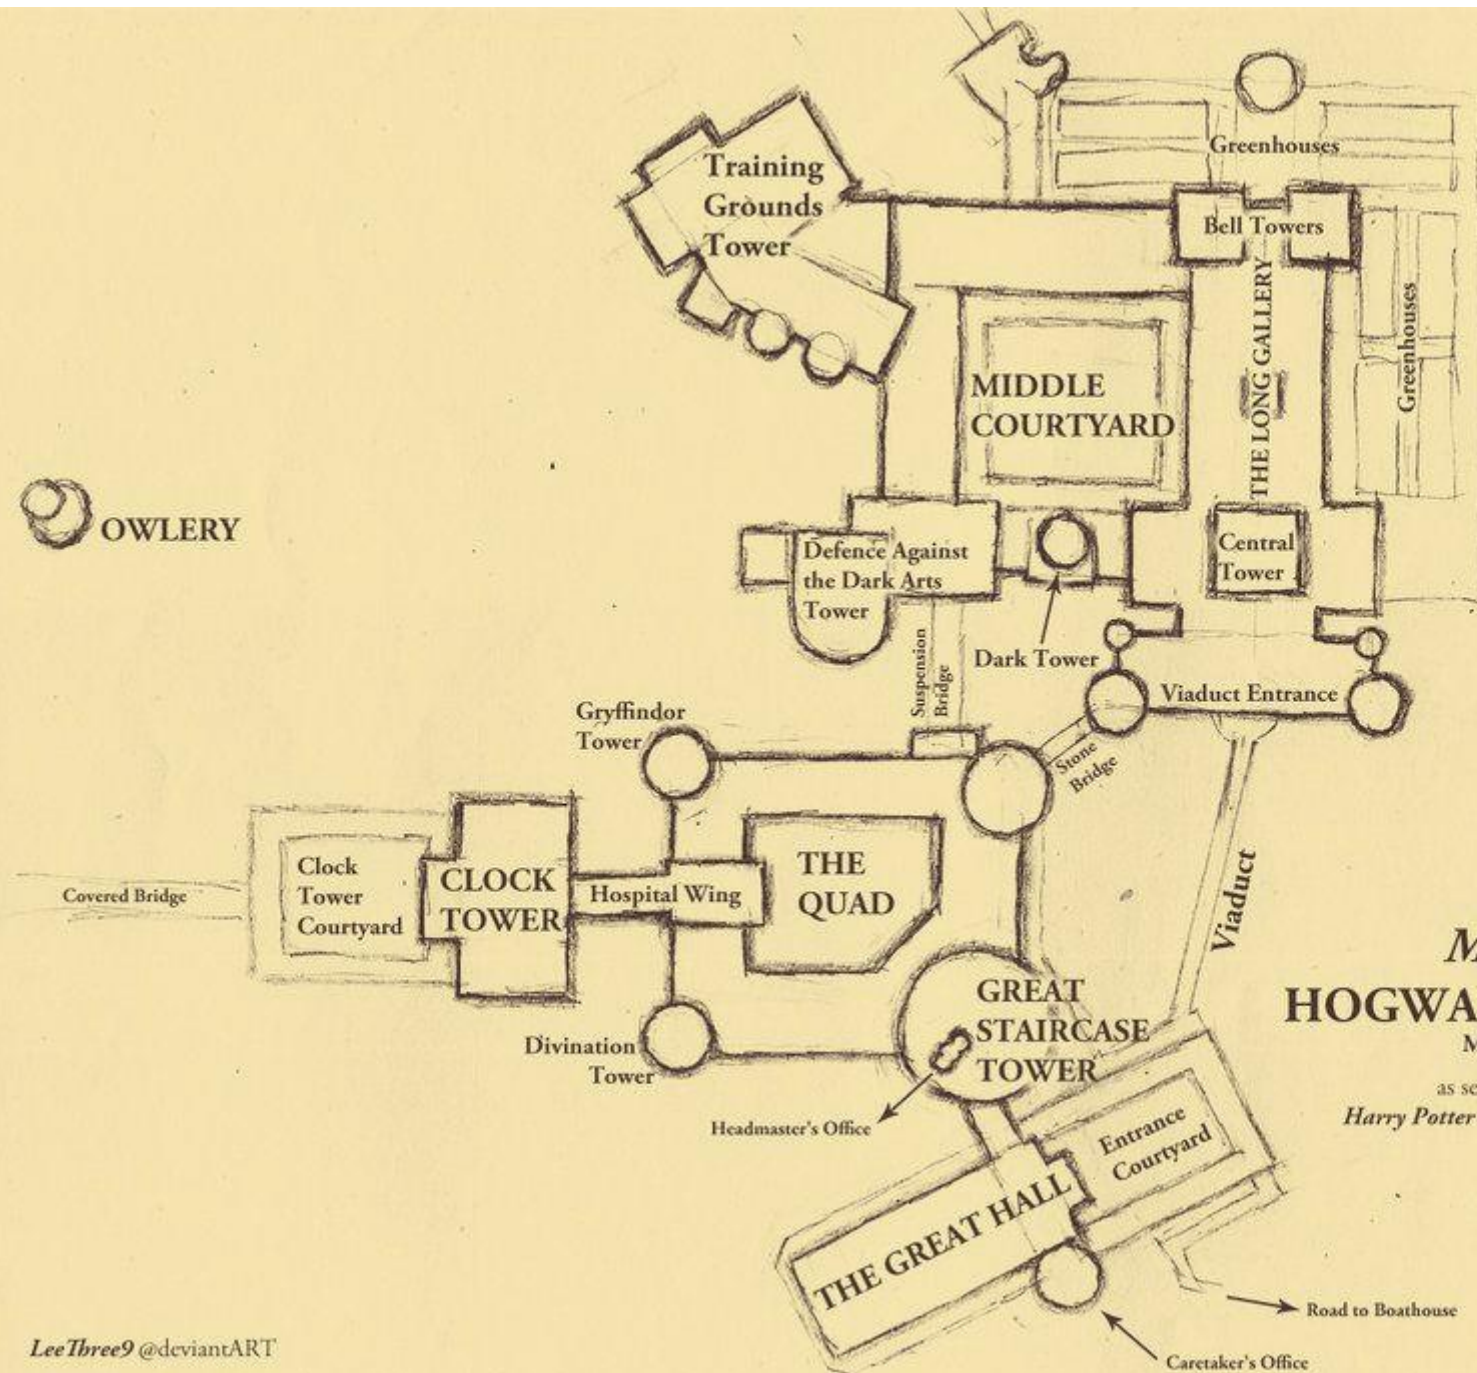 Greenhouses
Training
Grounds
Tower
Bell Towers
THE LONG GALLERY
Greenhouses
MIDDLE
COURTYARD
OWLERY
Defence Against
the Dark Arts
Tower
Central
Tower
Dark Tower
Suspension
Bridge
Viaduct Entrance
Gryffindor
Tower
Stone
Bridge
Viaduct
Clock
Tower
Courtyard
CLOCK
TOWER
Hospital Wing
THE
QUAD
Covered Bridge
M
HOGWA
M
as se
Harry Potter
GREAT
STAIRCASE
TOWER
Divination
Tower
Headmaster's Office
Entrance
Courtyard
THE GREAT HALL
Road to Boathouse
Caretaker's Office
LeeThree9 @deviantART